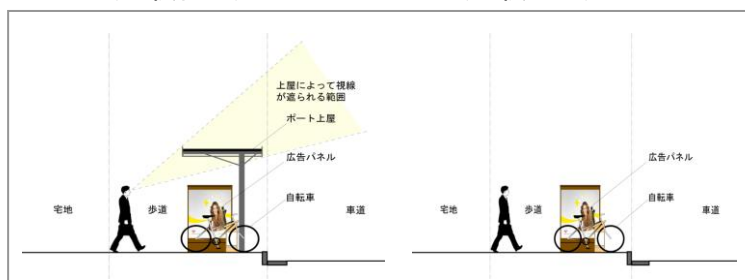 上屋によって視線
が遮られる範囲
ポート上屋
広告パネル
自転車
宅地
歩道
車道
広告パネル
自転車
宅地
歩道
車道